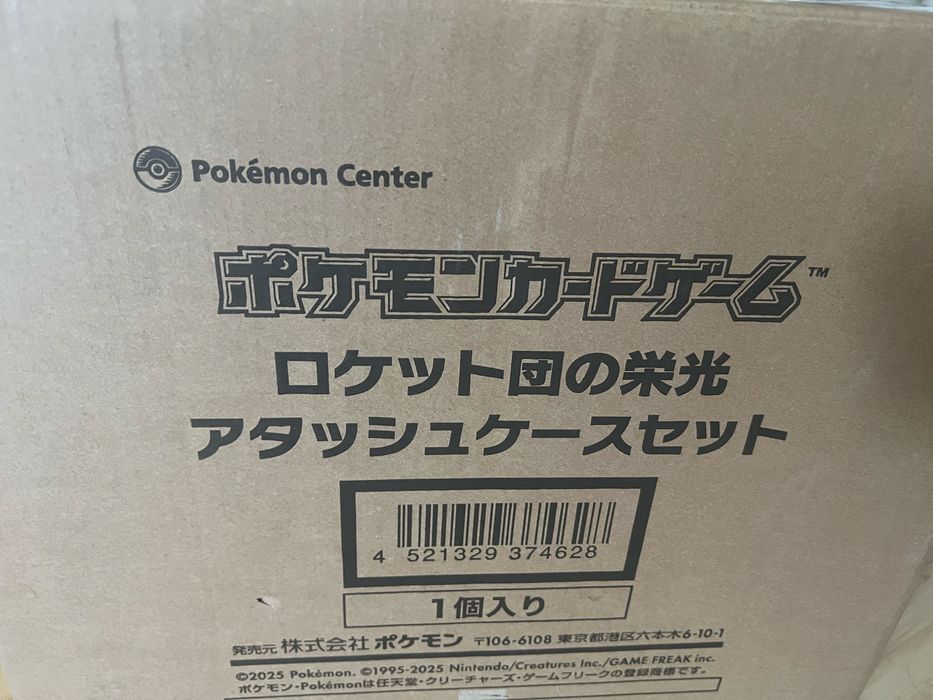 Pokémon Center
ポケモンカードゲーム™
ロケット団の栄光
アタッシュケースセット
4 521329 374628
1個入り
発売元 株式会社 ポケモン 〒106-6108 東京都港区六本木6-10-1
©2025 Pokémon. ©1995-2025 Nintendo/Creatures Inc./GAME FREAK inc.
ポケモン・Pokémonは任天堂・クリーチャーズ・ゲームフリークの登録商標です。